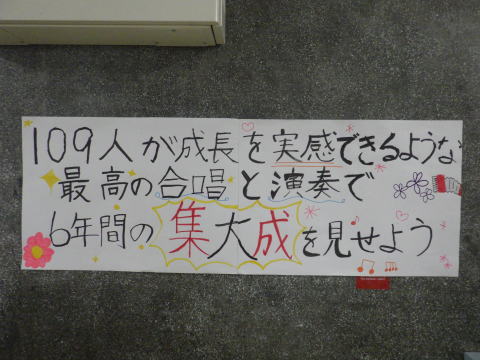 109人が成長を実感できるような
最高の合唱と演奏で
6年間の集大成を見せよう